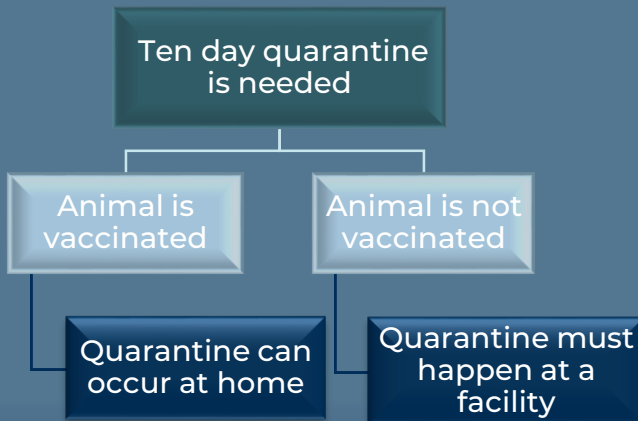 Ten day quarantine
is needed
Animal is
vaccinated
Animal is not
vaccinated
Quarantine can
occur at home
Quarantine must
happen at a
facility